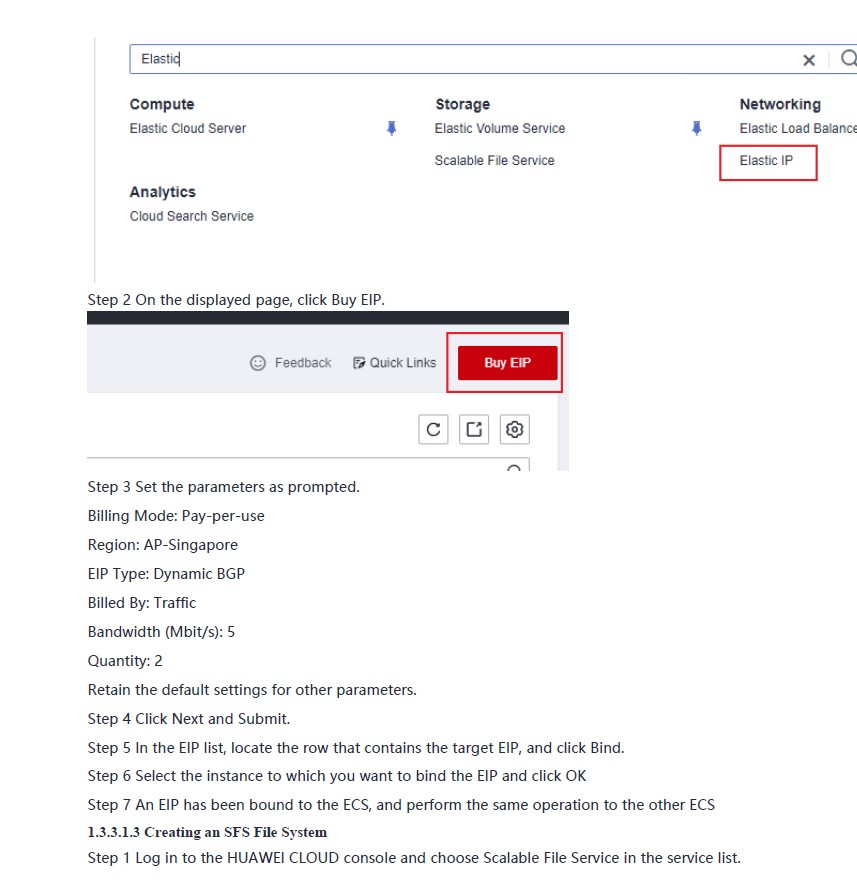 Elastic
Compute
Storage
Networking
Elastic Cloud Server
Elastic Volume Service
Elastic Load Balance
Scalable File Service
Elastic IP
Analytics
Cloud Search Service
Step 2 On the displayed page, click Buy EIP.
Feedback
Quick Links
Buy EIP
Step 3 Set the parameters as prompted.
Billing Mode: Pay-per-use
Region: AP-Singapore
EIP Type: Dynamic BGP
Billed By: Traffic
Bandwidth (Mbit/s): 5
Quantity: 2
Retain the default settings for other parameters.
Step 4 Click Next and Submit.
Step 5 In the EIP list, locate the row that contains the target EIP, and click Bind.
Step 6 Select the instance to which you want to bind the EIP and click OK
Step 7 An EIP has been bound to the ECS, and perform the same operation to the other ECS
1.3.3.1.3 Creating an SFS File System
Step 1 Log in to the HUAWEI CLOUD console and choose Scalable File Service in the service list.